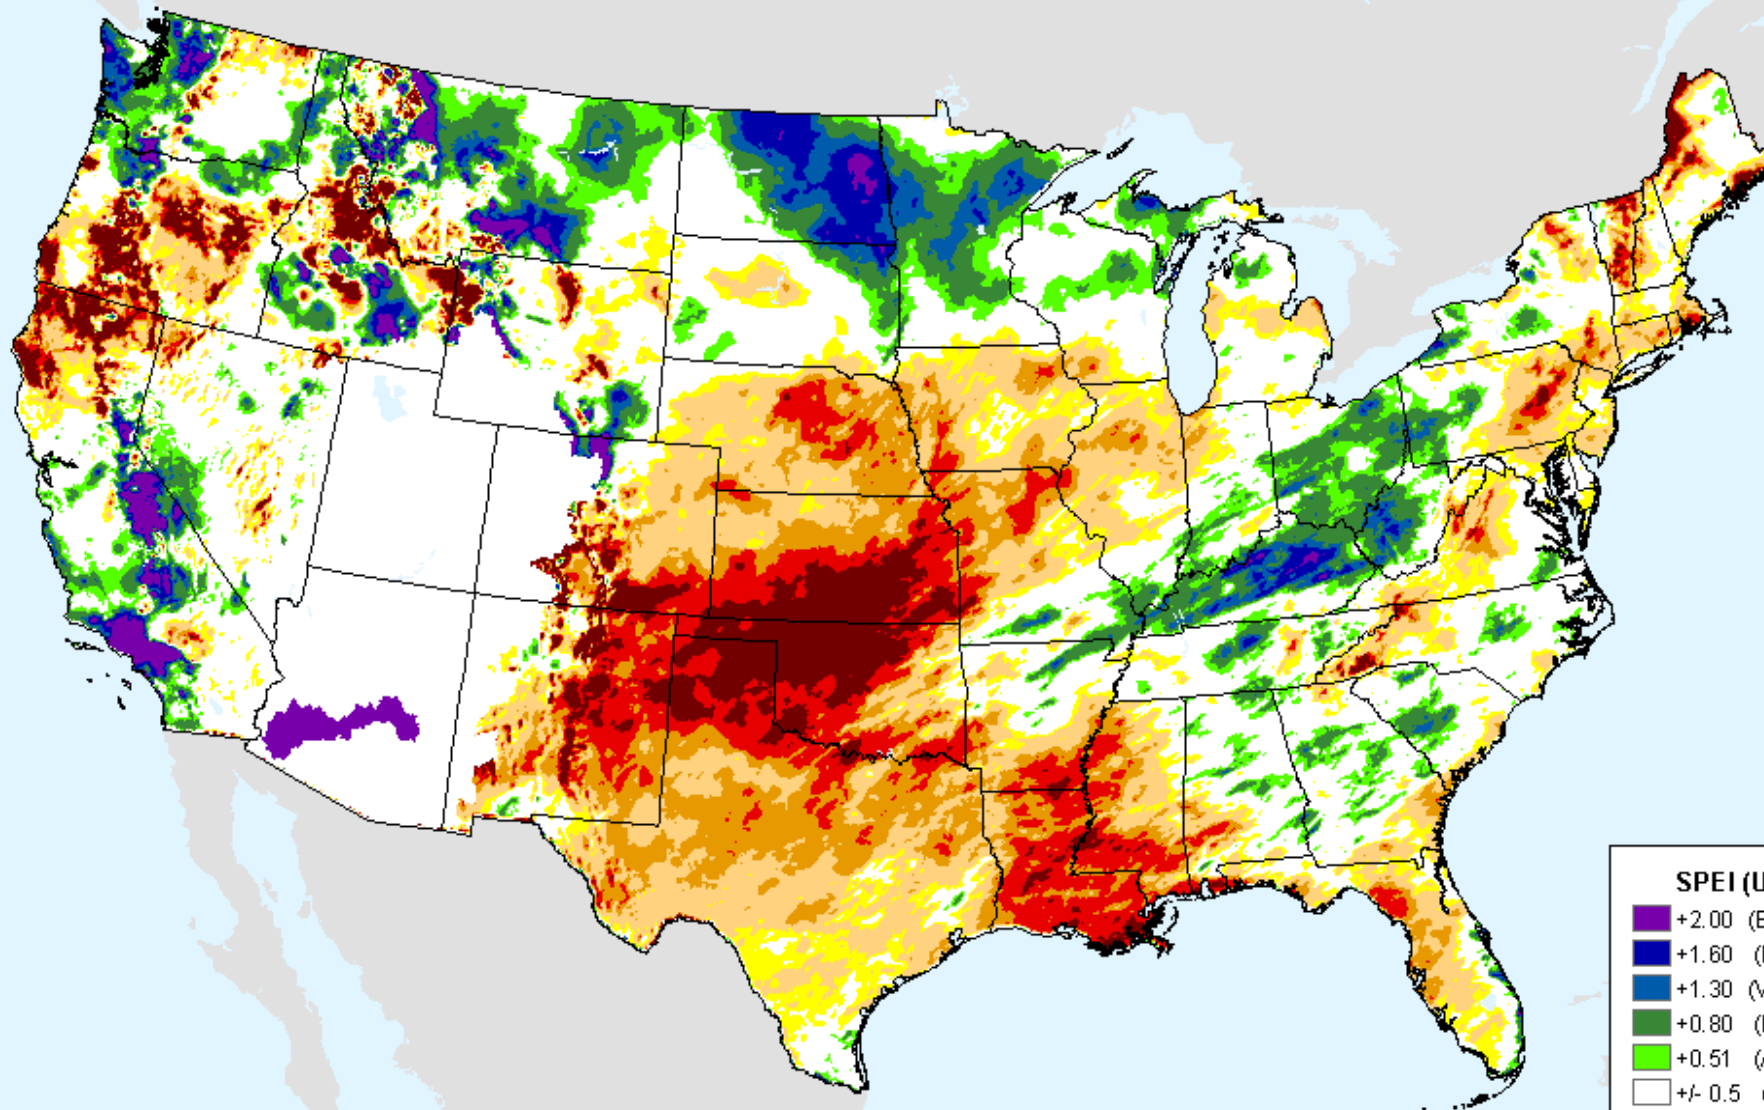 SPEI (U
+2.00 (E
+1.60 (
+1.30 (V
+0.80 (
+0.51 (
+/- 0.5